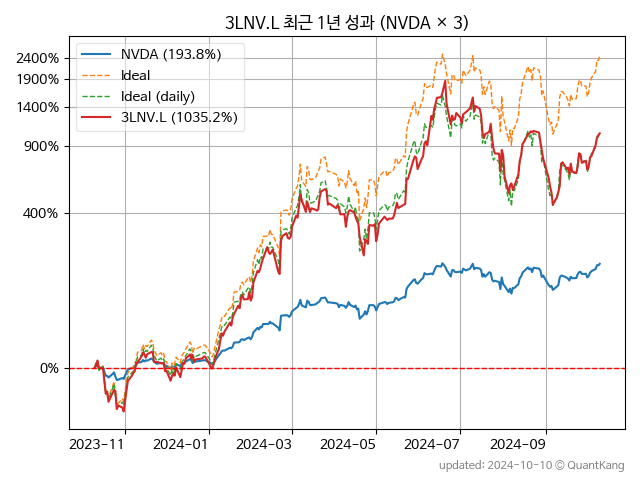 3LNV.L 최근 1년 성과 (NVDA × 3)
NVDA (193.8%)
Ideal
Ideal (daily)
3LNV.L (1035.2%)
2400%
1900%
1400%
900%
400%
0%
2023-11 2024-01 2024-03 2024-05 2024-07 2024-09
updated: 2024-10-10 © QuantKang